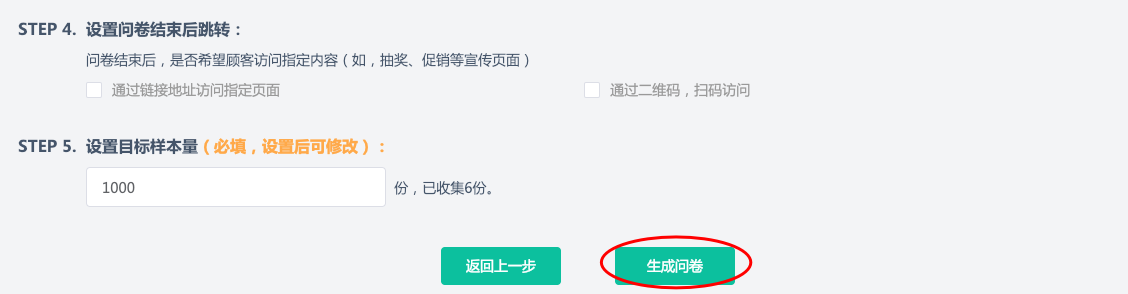 STEP 4. 设置问卷结束后跳转：
问卷结束后，是否希望顾客访问指定内容（如，抽奖、促销等宣传页面）
通过链接地址访问指定页面 通过二维码，扫码访问
STEP 5. 设置目标样本量（必填，设置后可修改）：
1000 份，已收集6份。
返回上一步 生成问卷